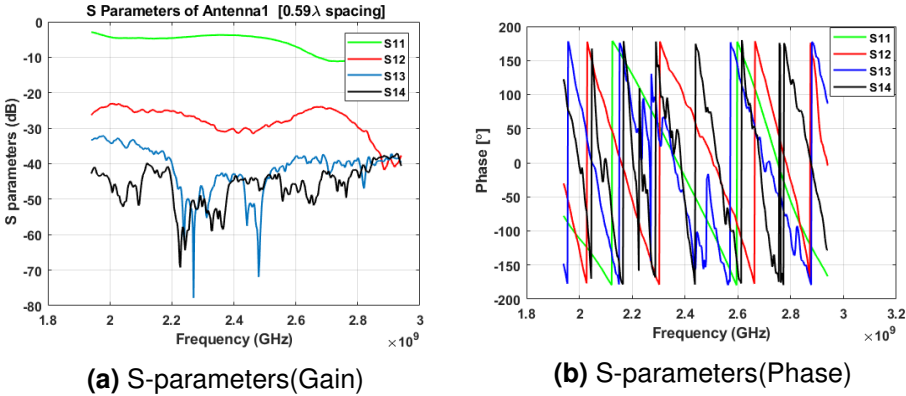 S Parameters of Antenna1 [0.59λ spacing]
S parameters (dB)
0
-10
-20
-30
-40
-50
-60
-70
-80
S11
S12
S13
S14
1.8
2
2.2
2.4
2.6
2.8
3
Frequency (GHz)
×10⁹
(a) S-parameters(Gain)
Phase [°]
200
150
100
50
0
-50
-100
-150
-200
S11
S12
S13
S14
1.8
2
2.2
2.4
2.6
2.8
3
3.2
Frequency (GHz)
×10⁹
(b) S-parameters(Phase)